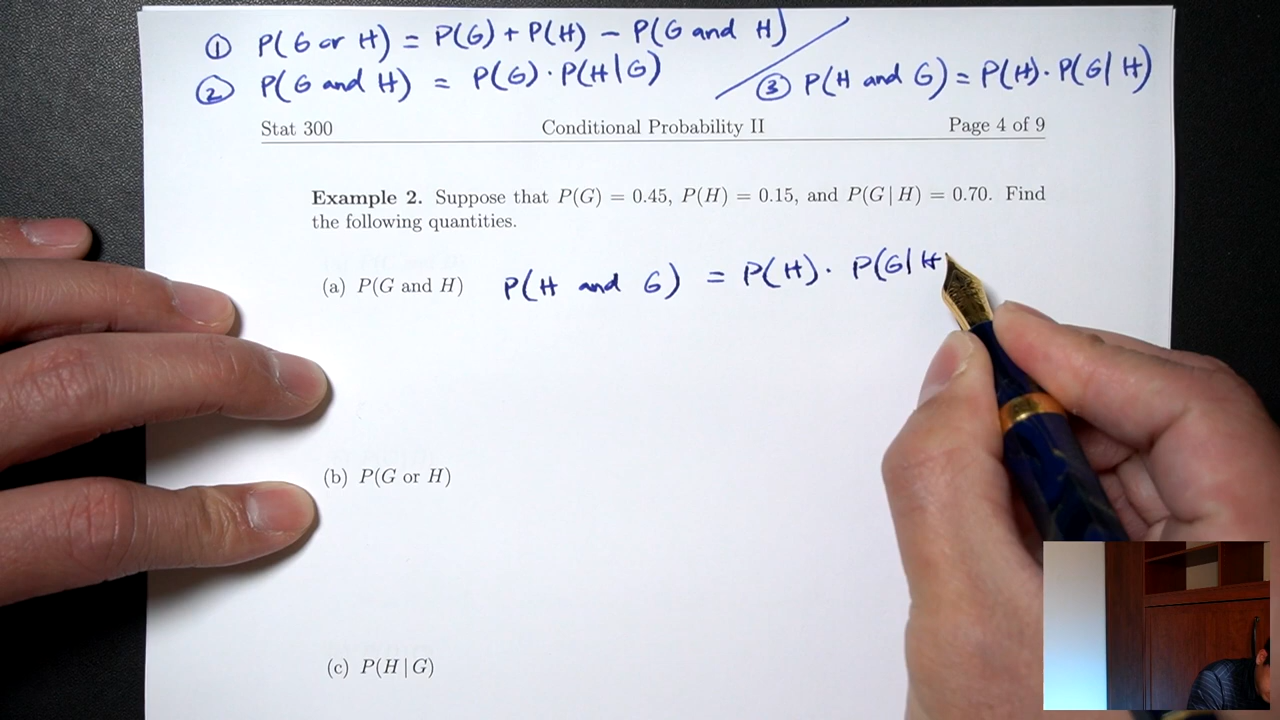 ① P(G or H) = P(G) + P(H) − P(G and H)
② P(G and H) = P(G) · P(H|G)
③ P(H and G) = P(H) · P(G|H)
Stat 300 Conditional Probability II Page 4 of 9
Example 2. Suppose that P(G) = 0.45, P(H) = 0.15, and P(G | H) = 0.70. Find
the following quantities.
(a) P(G and H) P(H and G) = P(H) · P(G|H
(b) P(G or H)
(c) P(H | G)